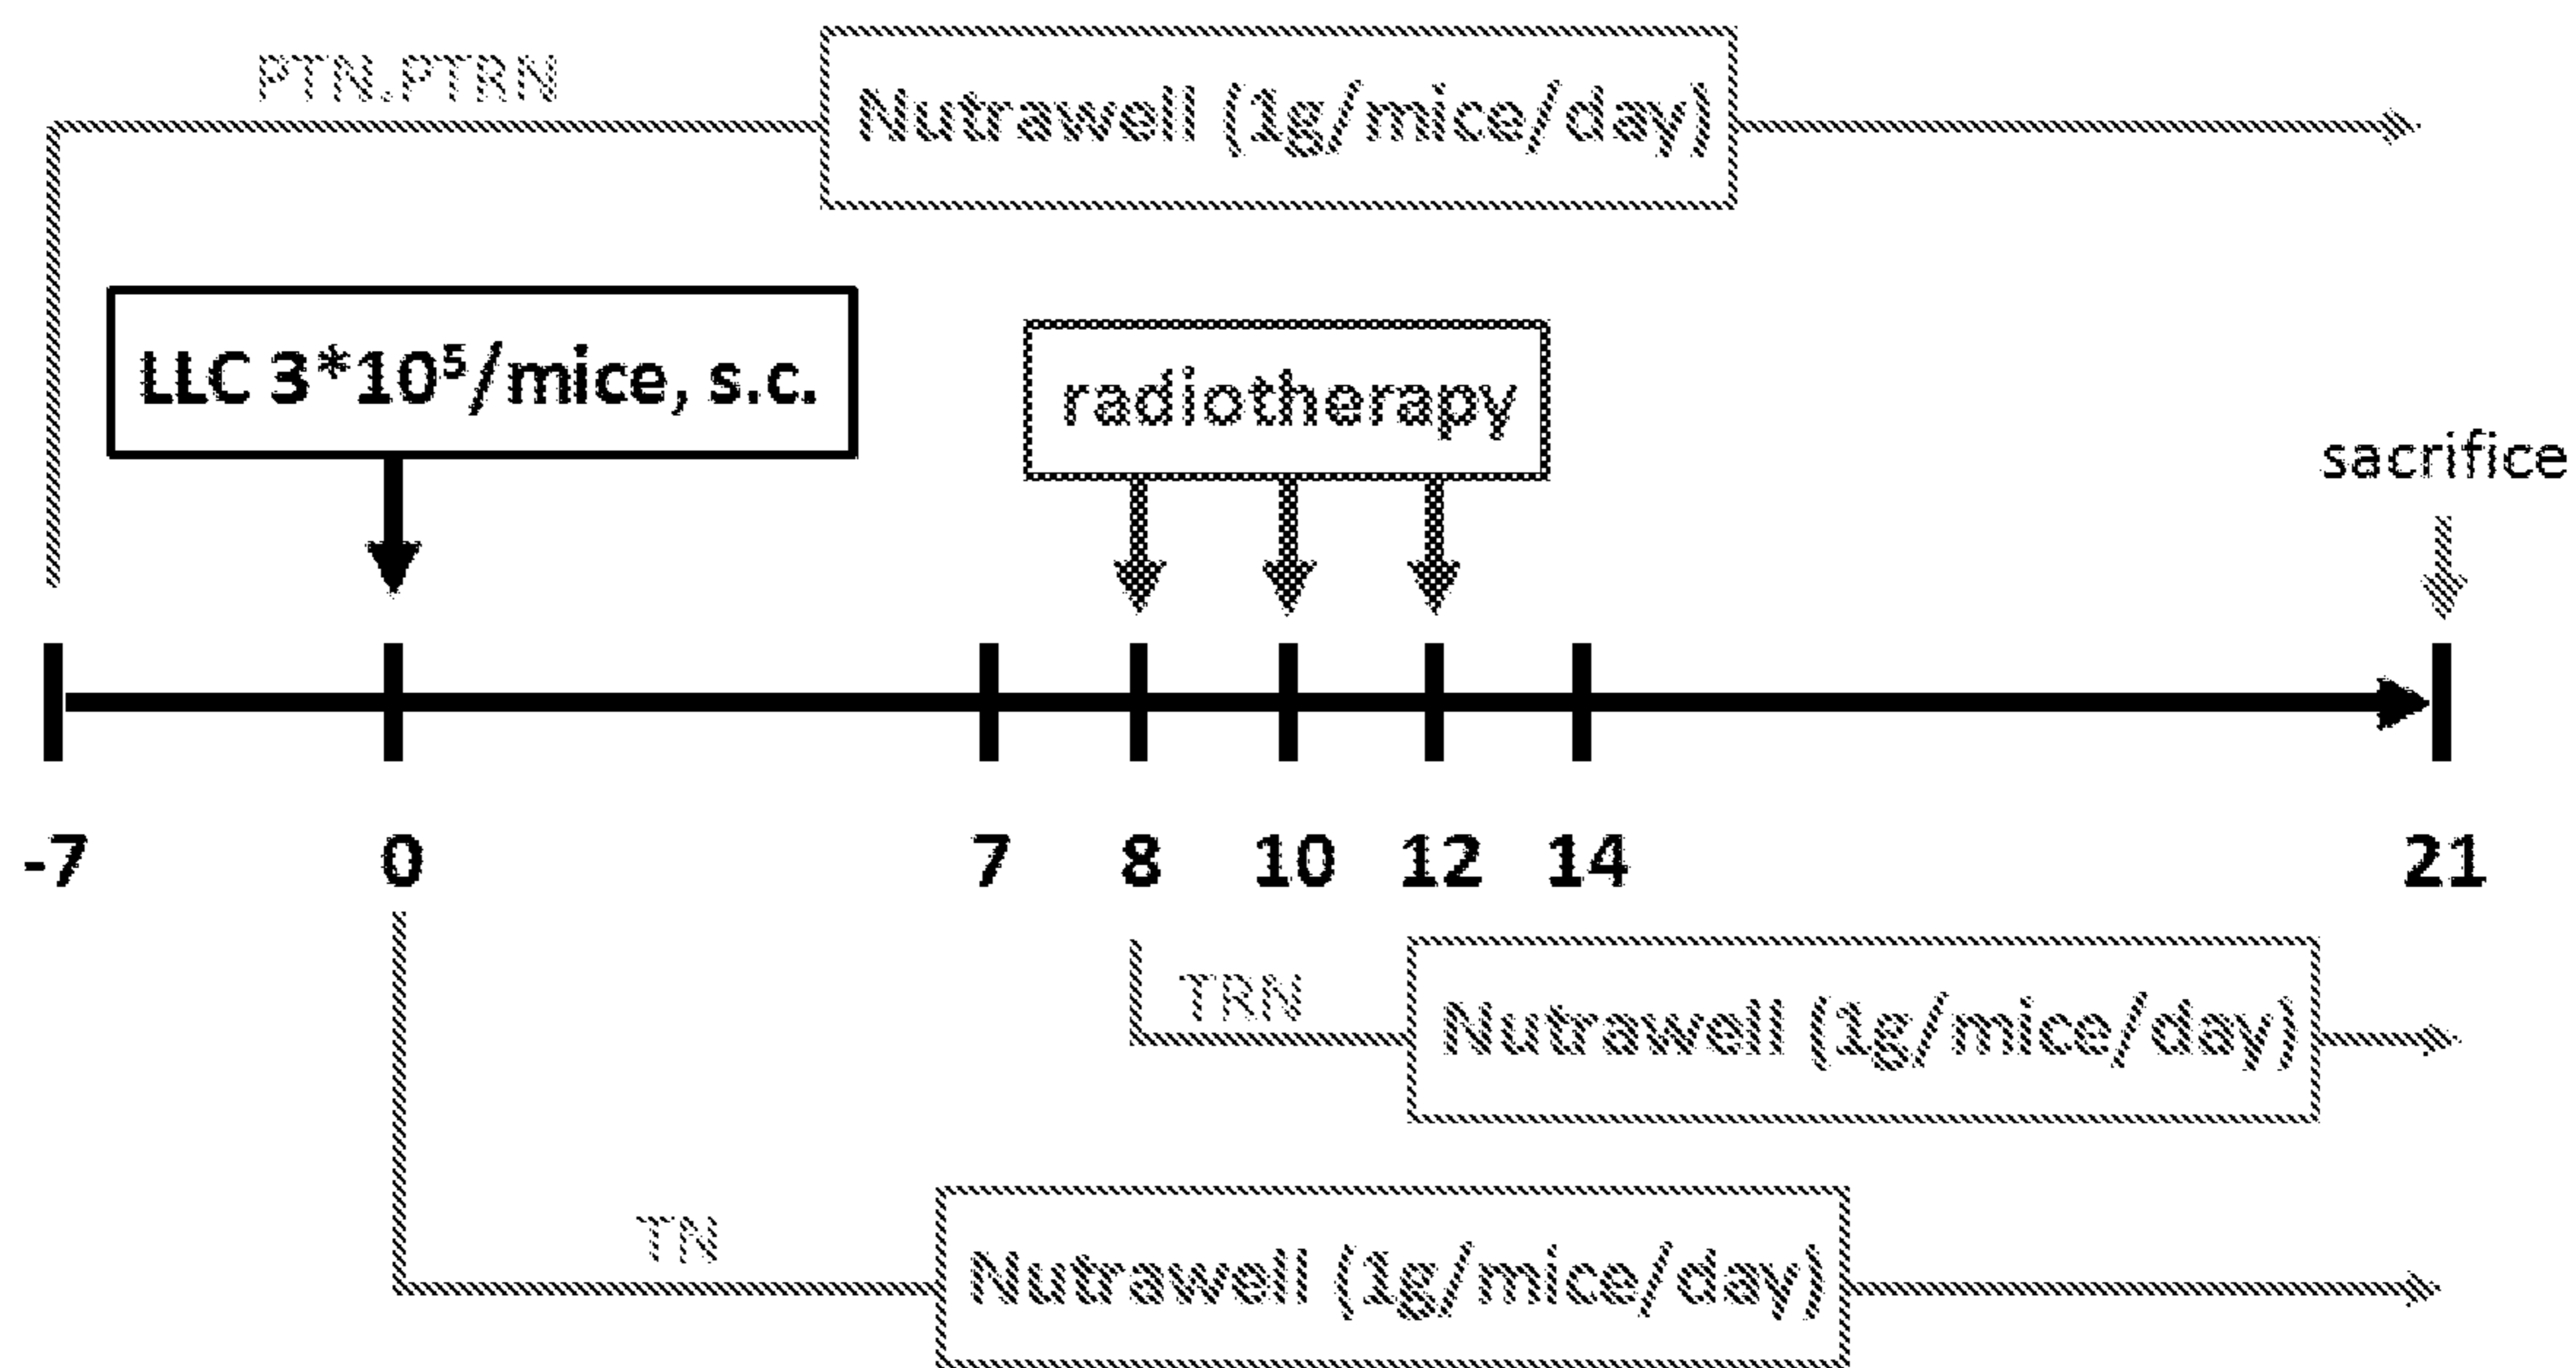 PTN.PTRN
Nutrawell (1g/mice/day)
LLC 3*10⁵/mice, s.c.
radiotherapy
sacrifice
-7 0 7 8 10 12 14 21
TRN
Nutrawell (1g/mice/day)
TN
Nutrawell (1g/mice/day)